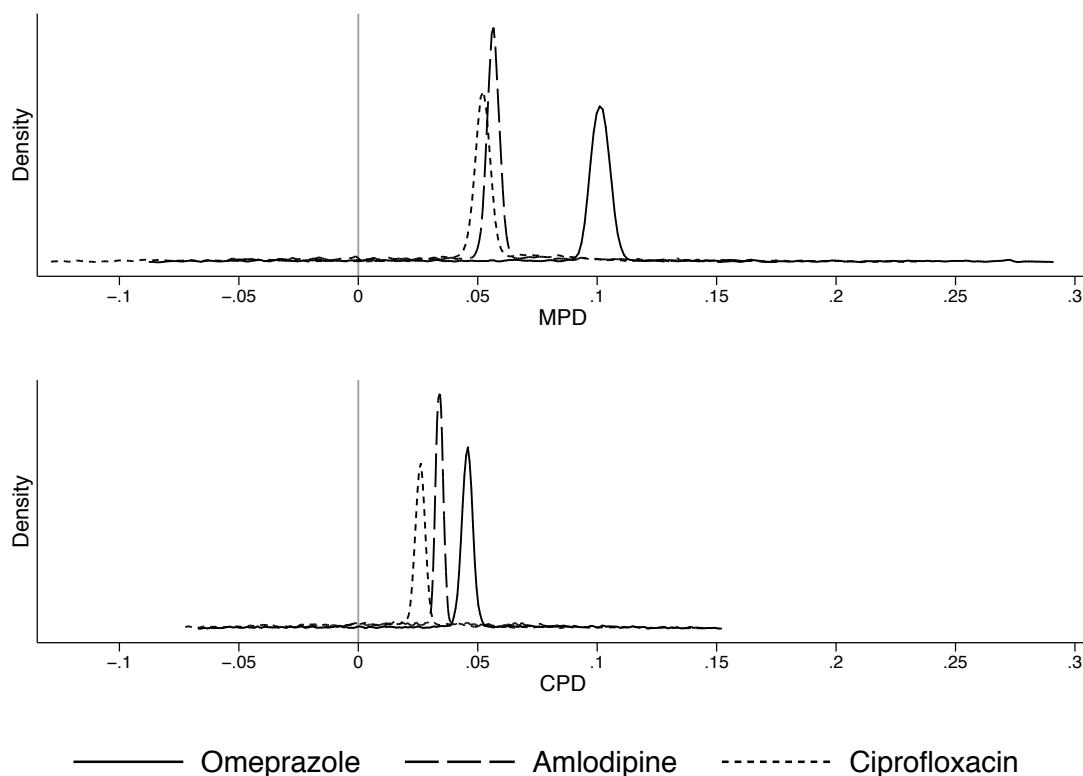 Density
-.1 -.05 0 .05 .1 .15 .2 .25 .3
MPD
Density
-.1 -.05 0 .05 .1 .15 .2 .25 .3
CPD
Omeprazole Amlodipine Ciprofloxacin